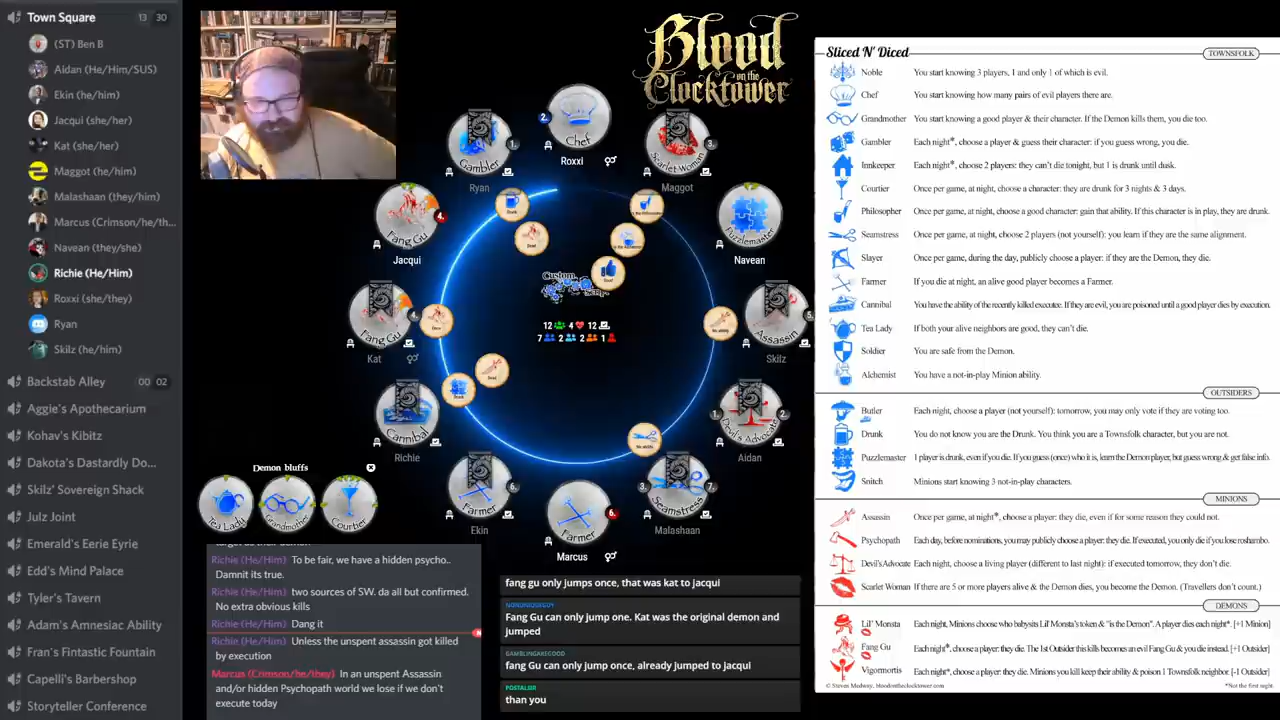 Town Square
13 30
(ST) Ben B
Aidan (He/Him/SUS)
Ekin (he/him)
Jacqui (she/her)
Kat (she/her)
Maggot (he/him)
Malashaan (they/him)
Marcus (Crimson/he/th...
Navean (they/she)
Richie (He/Him)
Roxxi (she/they)
Ryan
Skilz (he/him)
Backstab Alley
00 02
Aggie's Apothecarium
Kohav's Kibitz
Dakota's Dastardly Do...
Skilz' Sovereign Shack
JuzJoint
Edd's Mind Palace
Tyler's Tavern
Adam's Amnesiac Ability
Fran's Fintastic Fountain
Capelli's Barbershop
Storyteller Conference
Blood
on the
Clocktower
Gambler
1.
Ryan
2.
Chef
Roxxi
Scarlet Woman
3.
Maggot
Fang Gu
4.
Jacqui
Puzzlemaster
Navean
Fang Gu
Kat
Assassin
5.
Skilz
Cannibal
Richie
1.
Devil's Advocate
2.
Aidan
Farmer
6.
Ekin
Farmer
6.
Marcus
3.
Seamstress
7.
Malashaan
Drunk
Dead
Is the Philosopher
Is the Alchemist
Dead
Once
Drunk
Dead
No ability
No ability
Custom
Script
12 4 12
7 2 2 1
Demon bluffs
Tea Lady
Grandmother
Courtier
Richie (He/Him) To be fair, we have a hidden psycho..
Damnit its true.
Richie (He/Him) two sources of SW. da all but confirmed.
No extra obvious kills
Richie (He/Him) Dang it
Richie (He/Him) Unless the unspent assassin got killed
by execution
Marcus (Crimson/he/they) In an unspent Assassin
and/or hidden Psychopath world we lose if we don't
execute today
fang gu only jumps once, that was kat to jacqui
Fang Gu can only jump one. Kat was the original demon and
jumped
GAMBLINGAKEGOOD
fang Gu can only jump once, already jumped to jacqui
than you
Sliced N' Diced
TOWNSFOLK
Noble You start knowing 3 players, 1 and only 1 of which is evil.
Chef You start knowing how many pairs of evil players there are.
Grandmother You start knowing a good player & their character. If the Demon kills them, you die too.
Gambler Each night*, choose a player & guess their character: if you guess wrong, you die.
Innkeeper Each night*, choose 2 players: they can't die tonight, but 1 is drunk until dusk.
Courtier Once per game, at night, choose a character: they are drunk for 3 nights & 3 days.
Philosopher Once per game, at night, choose a good character: gain that ability. If this character is in play, they are drunk.
Seamstress Once per game, at night, choose 2 players (not yourself): you learn if they are the same alignment.
Slayer Once per game, during the day, publicly choose a player: if they are the Demon, they die.
Farmer If you die at night, an alive good player becomes a Farmer.
Cannibal You have the ability of the recently killed executee. If they are evil, you are poisoned until a good player dies by execution.
Tea Lady If both your alive neighbors are good, they can't die.
Soldier You are safe from the Demon.
Alchemist You have a not-in-play Minion ability.
OUTSIDERS
Butler Each night, choose a player (not yourself): tomorrow, you may only vote if they are voting too.
Drunk You do not know you are the Drunk. You think you are a Townsfolk character, but you are not.
Puzzlemaster 1 player is drunk, even if you die. If you guess (once) who it is, learn the Demon player, but guess wrong & get false info.
Snitch Minions start knowing 3 not-in-play characters.
MINIONS
Assassin Once per game, at night*, choose a player: they die, even if for some reason they could not.
Psychopath Each day, before nominations, you may publicly choose a player: they die. If executed, you only die if you lose roshambo.
Devil's Advocate Each night, choose a living player (different to last night): if executed tomorrow, they don't die.
Scarlet Woman If there are 5 or more players alive & the Demon dies, you become the Demon. (Travellers don't count.)
DEMONS
Lil' Monsta Each night, Minions choose who babysits Lil' Monsta's token & "is the Demon". A player dies each night*. [+1 Minion]
Fang Gu Each night*, choose a player: they die. The 1st Outsider this kills becomes an evil Fang Gu & you die instead. [+1 Outsider]
Vigormortis Each night*, choose a player: they die. Minions you kill keep their ability & poison 1 Townsfolk neighbor. [-1 Outsider]
© Steven Medway, bloodontheclocktower.com
*Not the first night